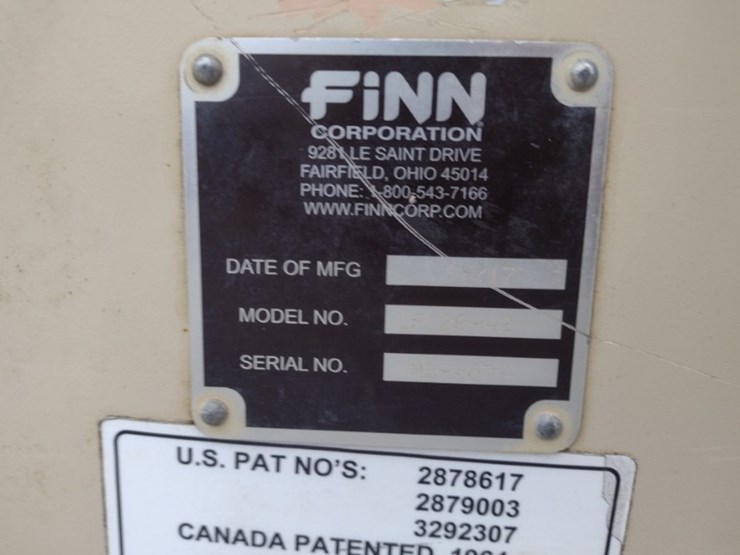 FiNN
CORPORATION
9281 LE SAINT DRIVE
FAIRFIELD, OHIO 45014
PHONE: 1-800-543-7166
WWW.FINNCORP.COM
DATE OF MFG
MODEL NO.
SERIAL NO.
U.S. PAT NO'S: 2878617
2879003
3292307
CANADA PATENTED